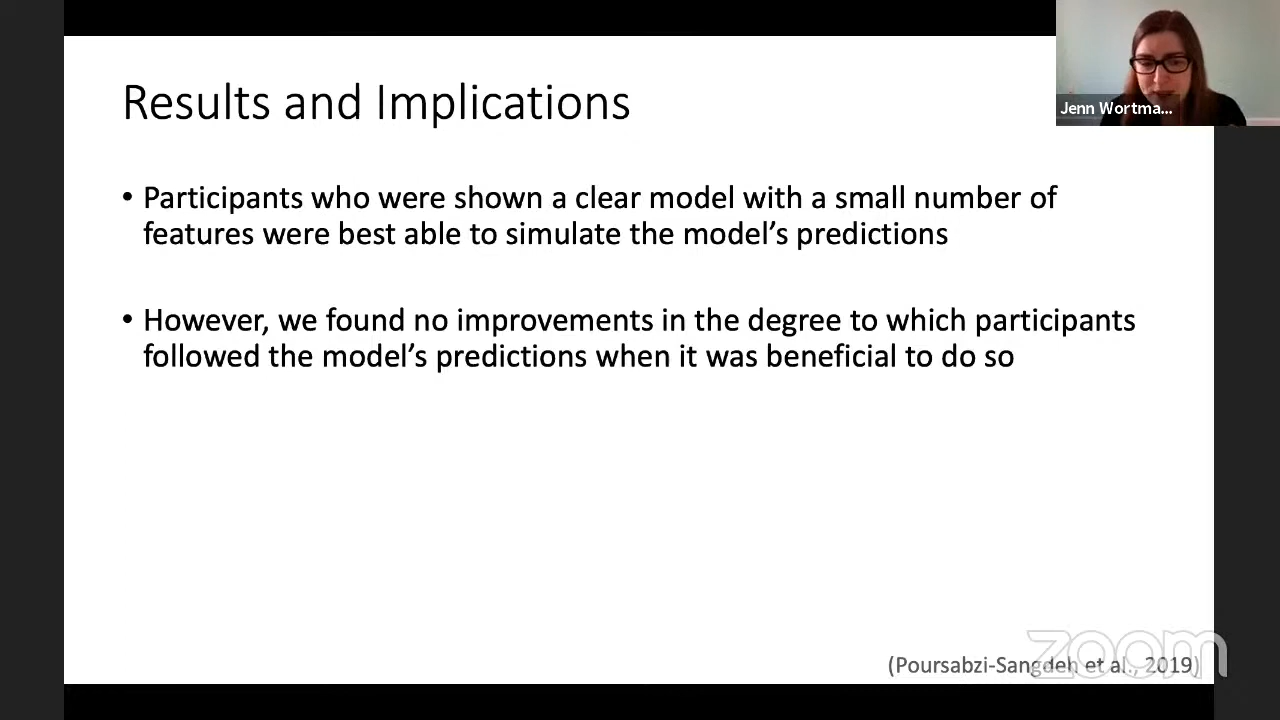 Results and Implications
Jenn Wortma...
• Participants who were shown a clear model with a small number of
features were best able to simulate the model’s predictions
• However, we found no improvements in the degree to which participants
followed the model’s predictions when it was beneficial to do so
(Poursabzi-Sangdeh et al., 2019)
zoom